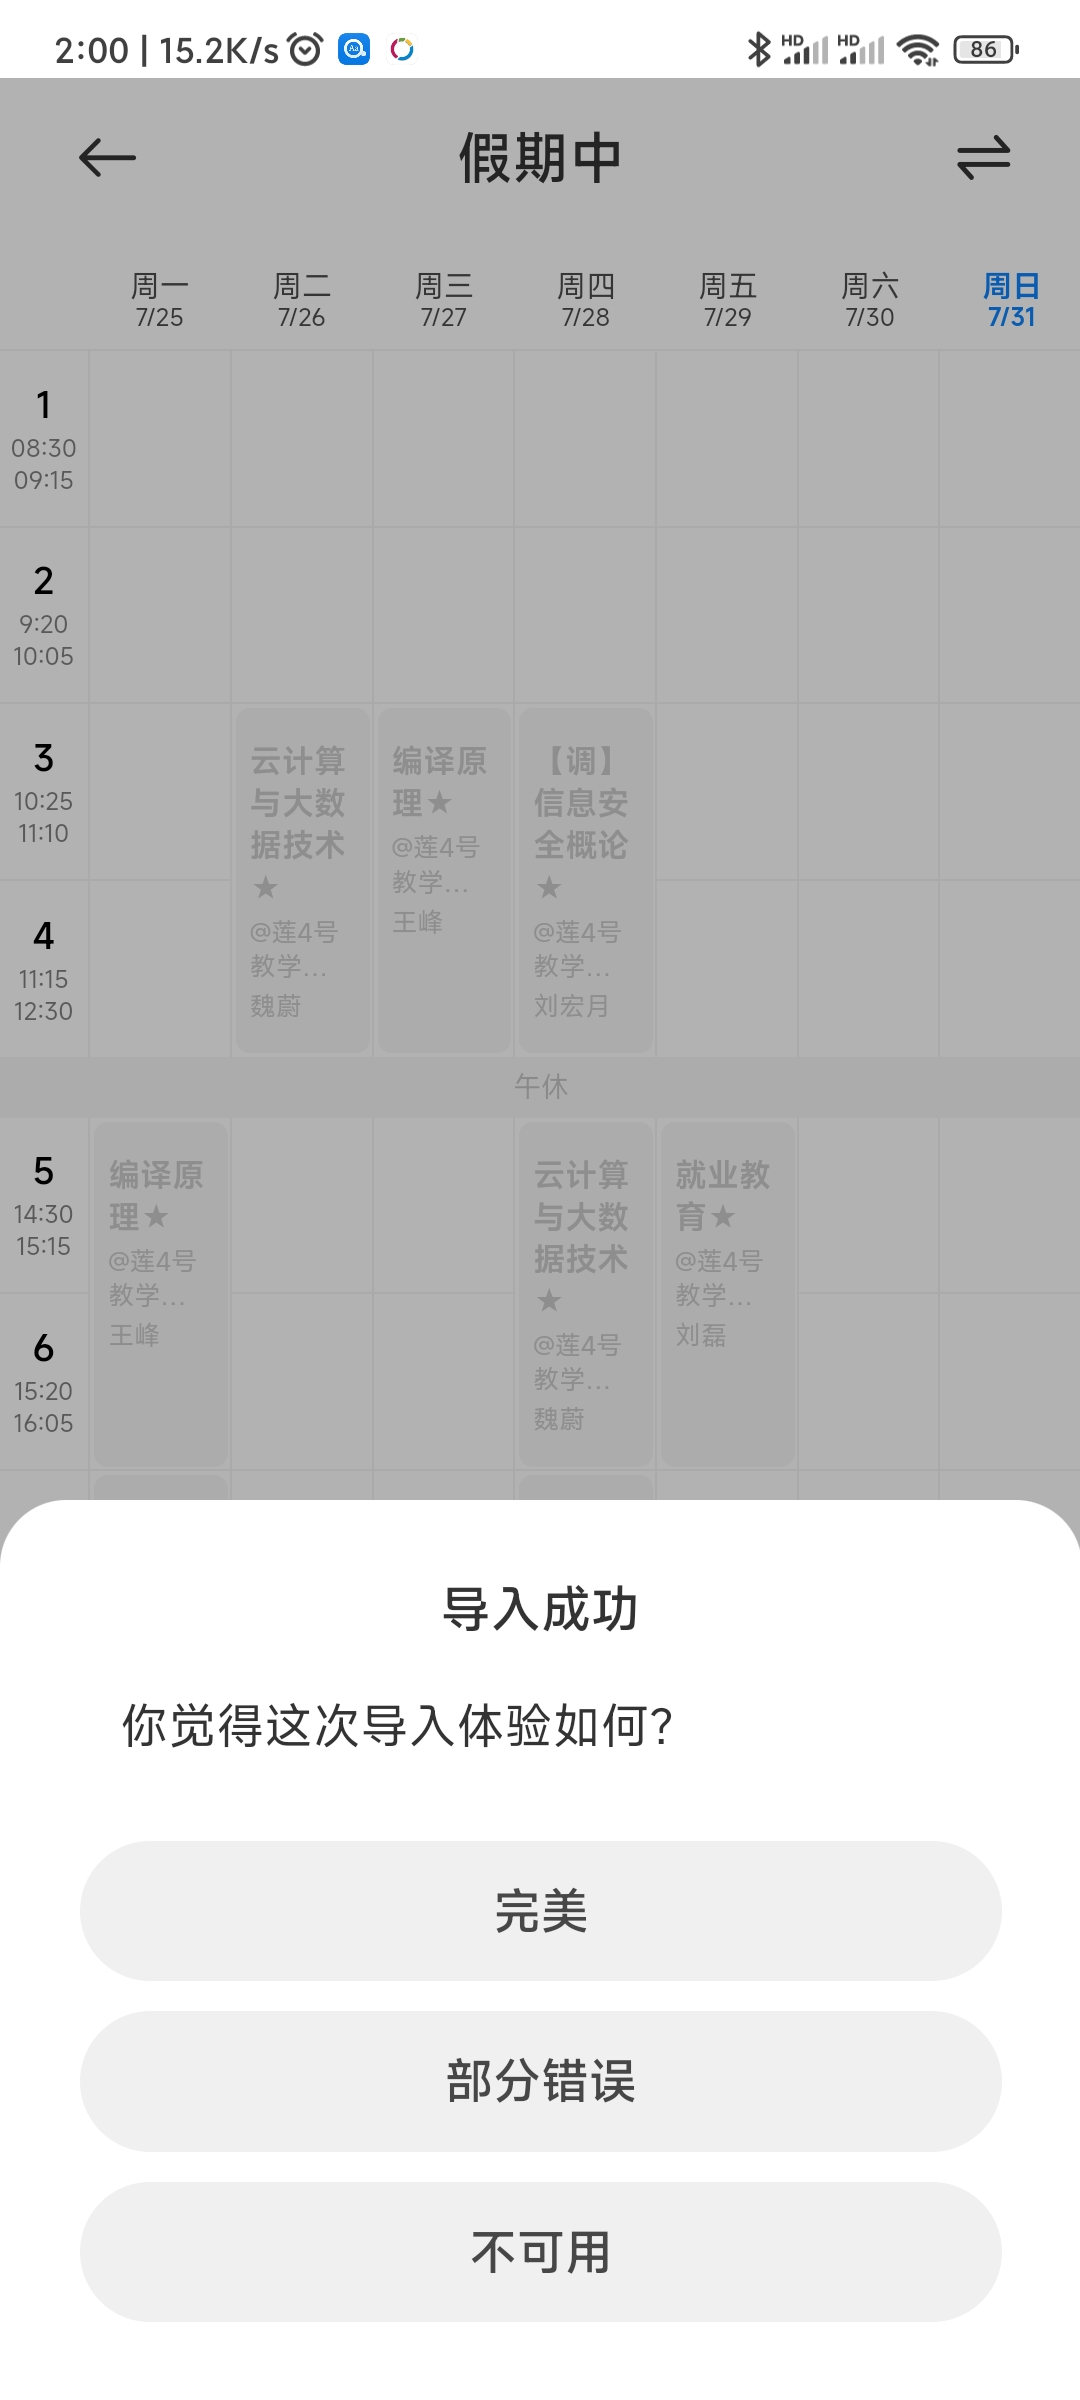 2:00 | 15.2K/s
HD HD 86
假期中
周一 周二 周三 周四 周五 周六 周日
7/25 7/26 7/27 7/28 7/29 7/30 7/31
1
08:30
09:15
2
9:20
10:05
3
10:25
11:10
4
11:15
12:30
云计算
与大数
据技术
★
@莲4号
教学...
魏蔚
编译原
理★
@莲4号
教学...
王峰
【调】
信息安
全概论
★
@莲4号
教学...
刘宏月
午休
5
14:30
15:15
6
15:20
16:05
编译原
理★
@莲4号
教学...
王峰
云计算
与大数
据技术
★
@莲4号
教学...
魏蔚
就业教
育★
@莲4号
教学...
刘磊
导入成功
你觉得这次导入体验如何?
完美
部分错误
不可用